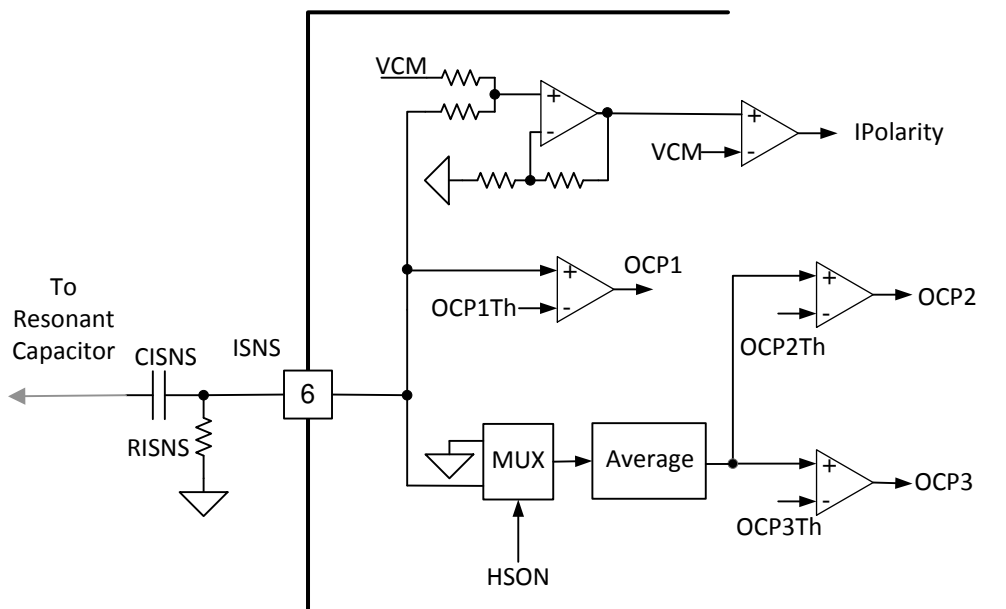 VCM
+
-
+
VCM
-
IPolarity
+
OCP1
OCP1Th
-
To
Resonant
Capacitor
CISNS
ISNS
6
RISNS
+
OCP2
-
OCP2Th
MUX
Average
+
OCP3
-
OCP3Th
HSON